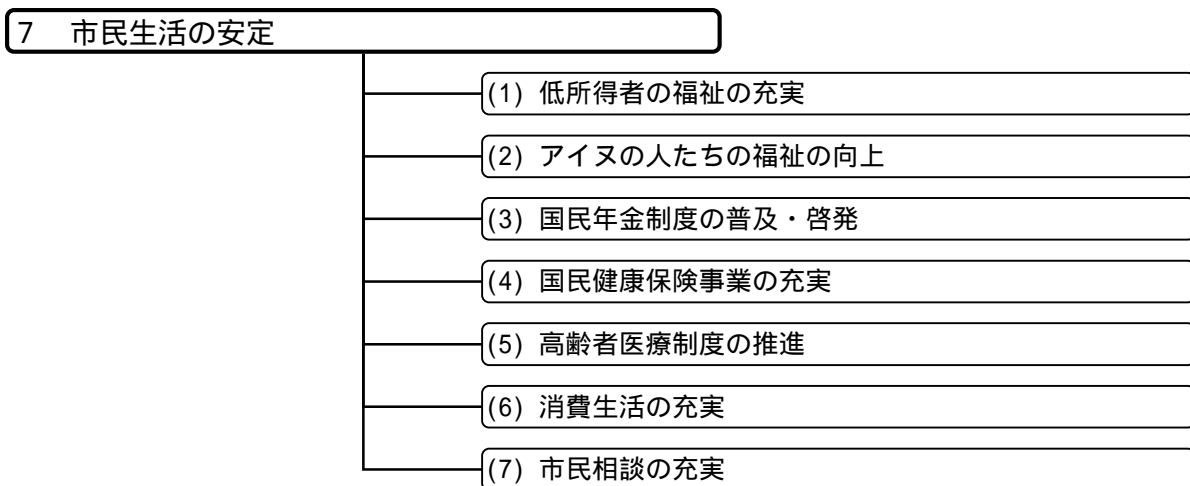 7 市民生活の安定
(1) 低所得者の福祉の充実
(2) アイヌの人たちの福祉の向上
(3) 国民年金制度の普及・啓発
(4) 国民健康保険事業の充実
(5) 高齢者医療制度の推進
(6) 消費生活の充実
(7) 市民相談の充実